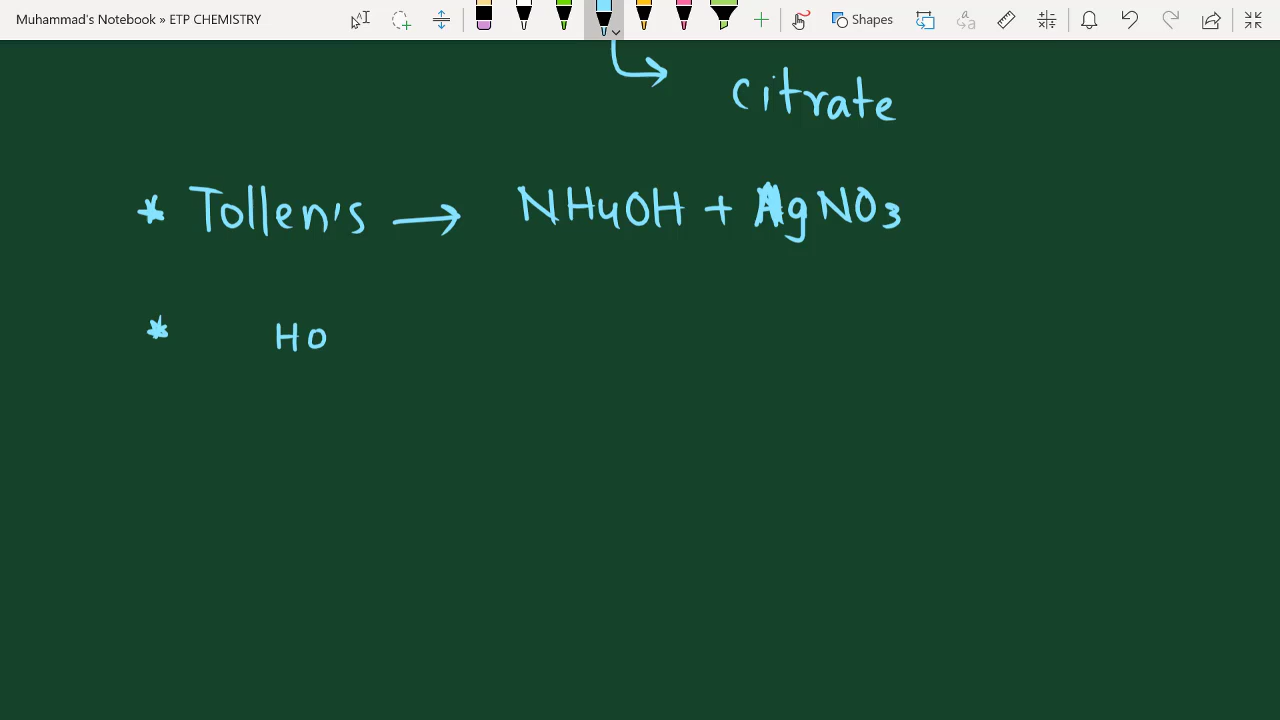 Muhammad's Notebook » ETP CHEMISTRY
Shapes
Citrate
* Tollen's → NH4OH + AgNO3
* HO